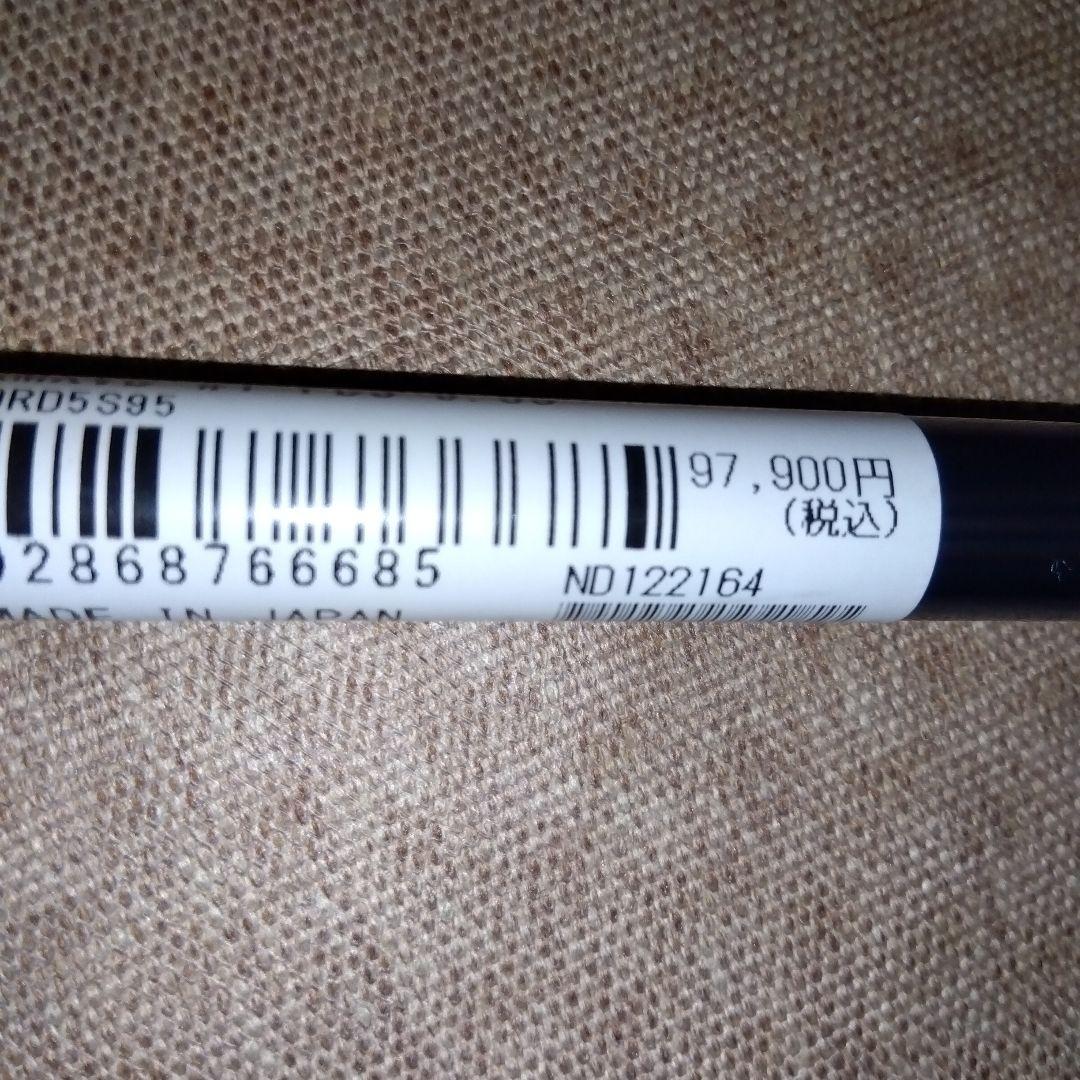 RD5S95
97,900円
(税込)
2868766685
ND122164
MADE IN JAPAN